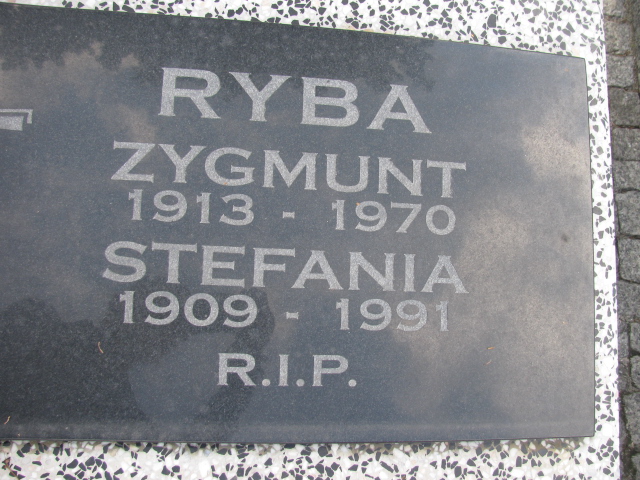 RYBA
ZYGMUNT
1913 - 1970
STEFANIA
1909 - 1991
R.I.P.